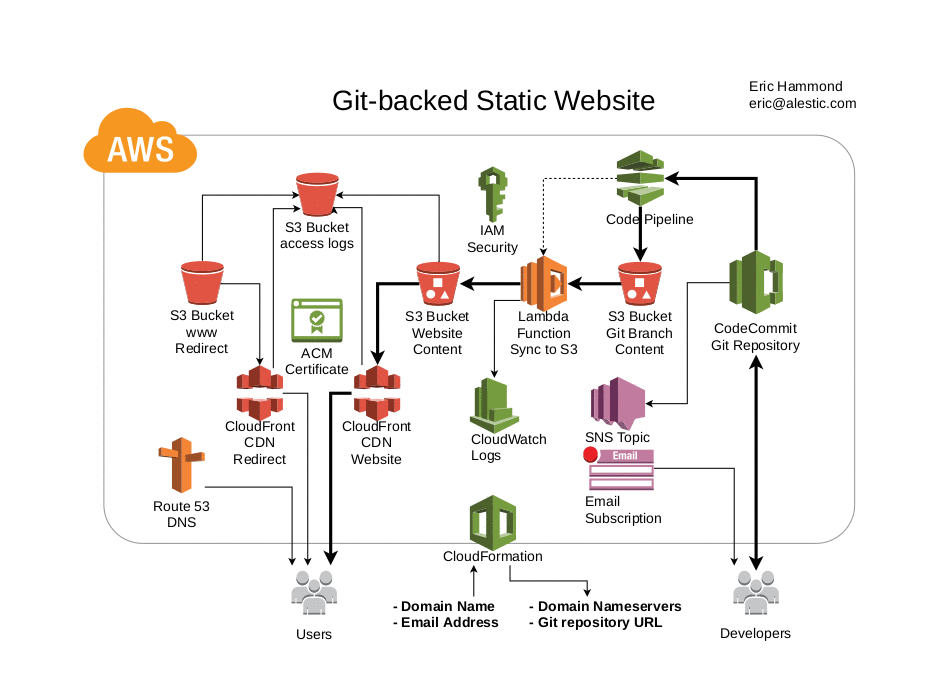 Git-backed Static Website
Eric Hammond
eric@alestic.com
AWS
S3 Bucket
access logs
IAM
Security
Code Pipeline
S3 Bucket
www
Redirect
ACM
Certificate
S3 Bucket
Website
Content
Lambda
Function
Sync to S3
S3 Bucket
Git Branch
Content
CodeCommit
Git Repository
CloudFront
CDN
Redirect
CloudFront
CDN
Website
CloudWatch
Logs
SNS Topic
Email
Email
Subscription
Route 53
DNS
CloudFormation
- Domain Name
- Email Address
- Domain Nameservers
- Git repository URL
Users
Developers